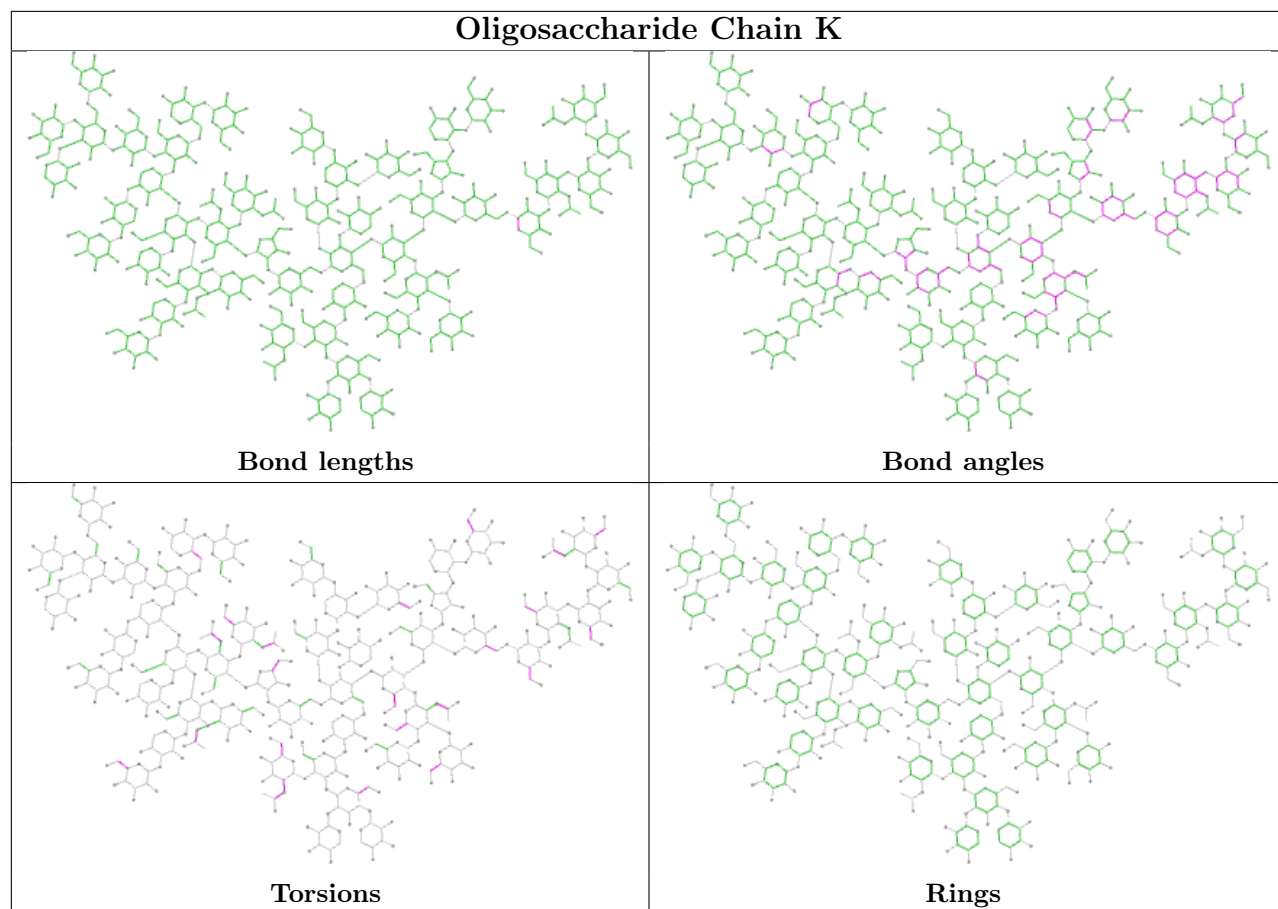 Oligosaccharide Chain K
Bond lengths
Bond angles
Torsions
Rings